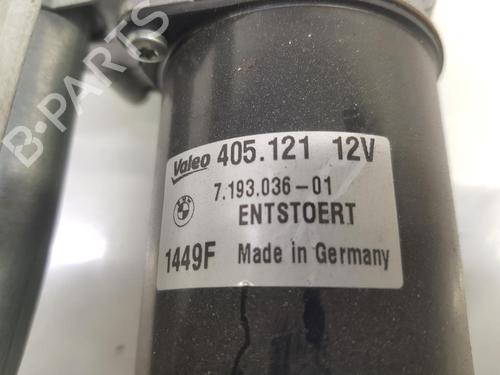 B-PARTS
Valeo 405.121 12V
7.193.036-01
ENTSTOERT
1449F Made in Germany